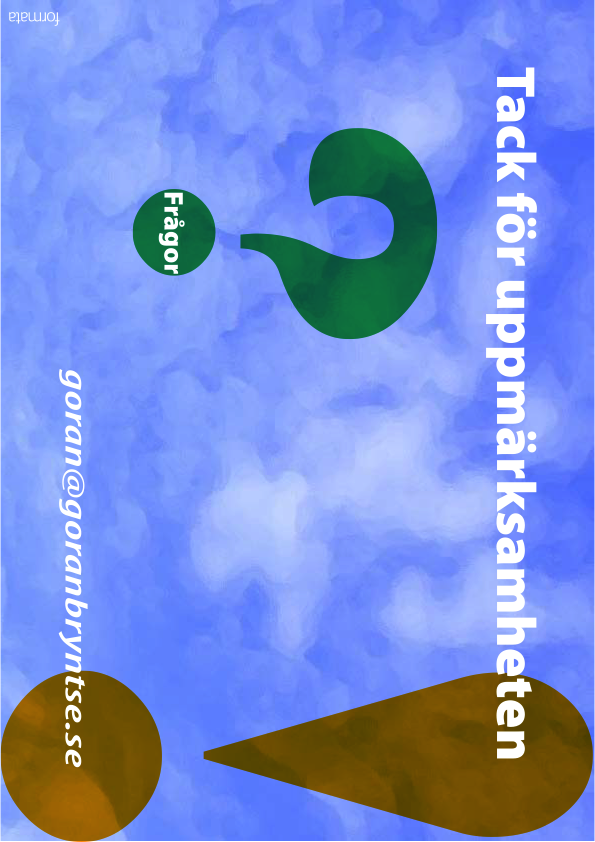 Tack för uppmärksamheten
Frågor
goran@goranbryntse.se
formata